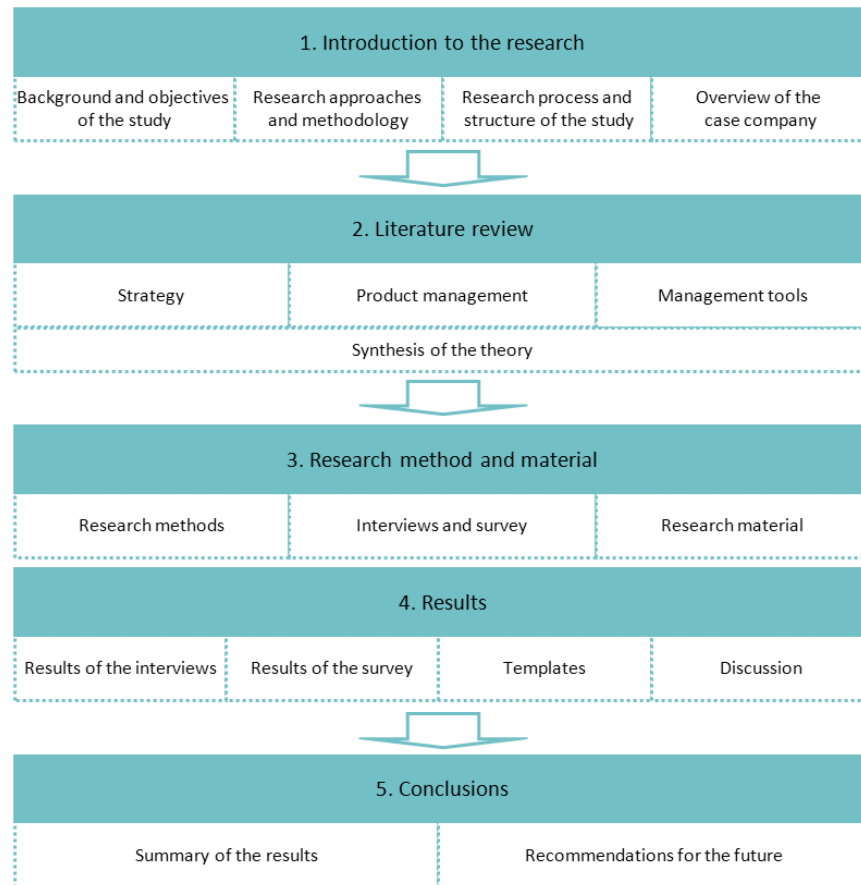 1. Introduction to the research
Background and objectives
of the study
Research approaches
and methodology
Research process and
structure of the study
Overview of the
case company
2. Literature review
Strategy
Product management
Management tools
Synthesis of the theory
3. Research method and material
Research methods
Interviews and survey
Research material
4. Results
Results of the interviews
Results of the survey
Templates
Discussion
5. Conclusions
Summary of the results
Recommendations for the future